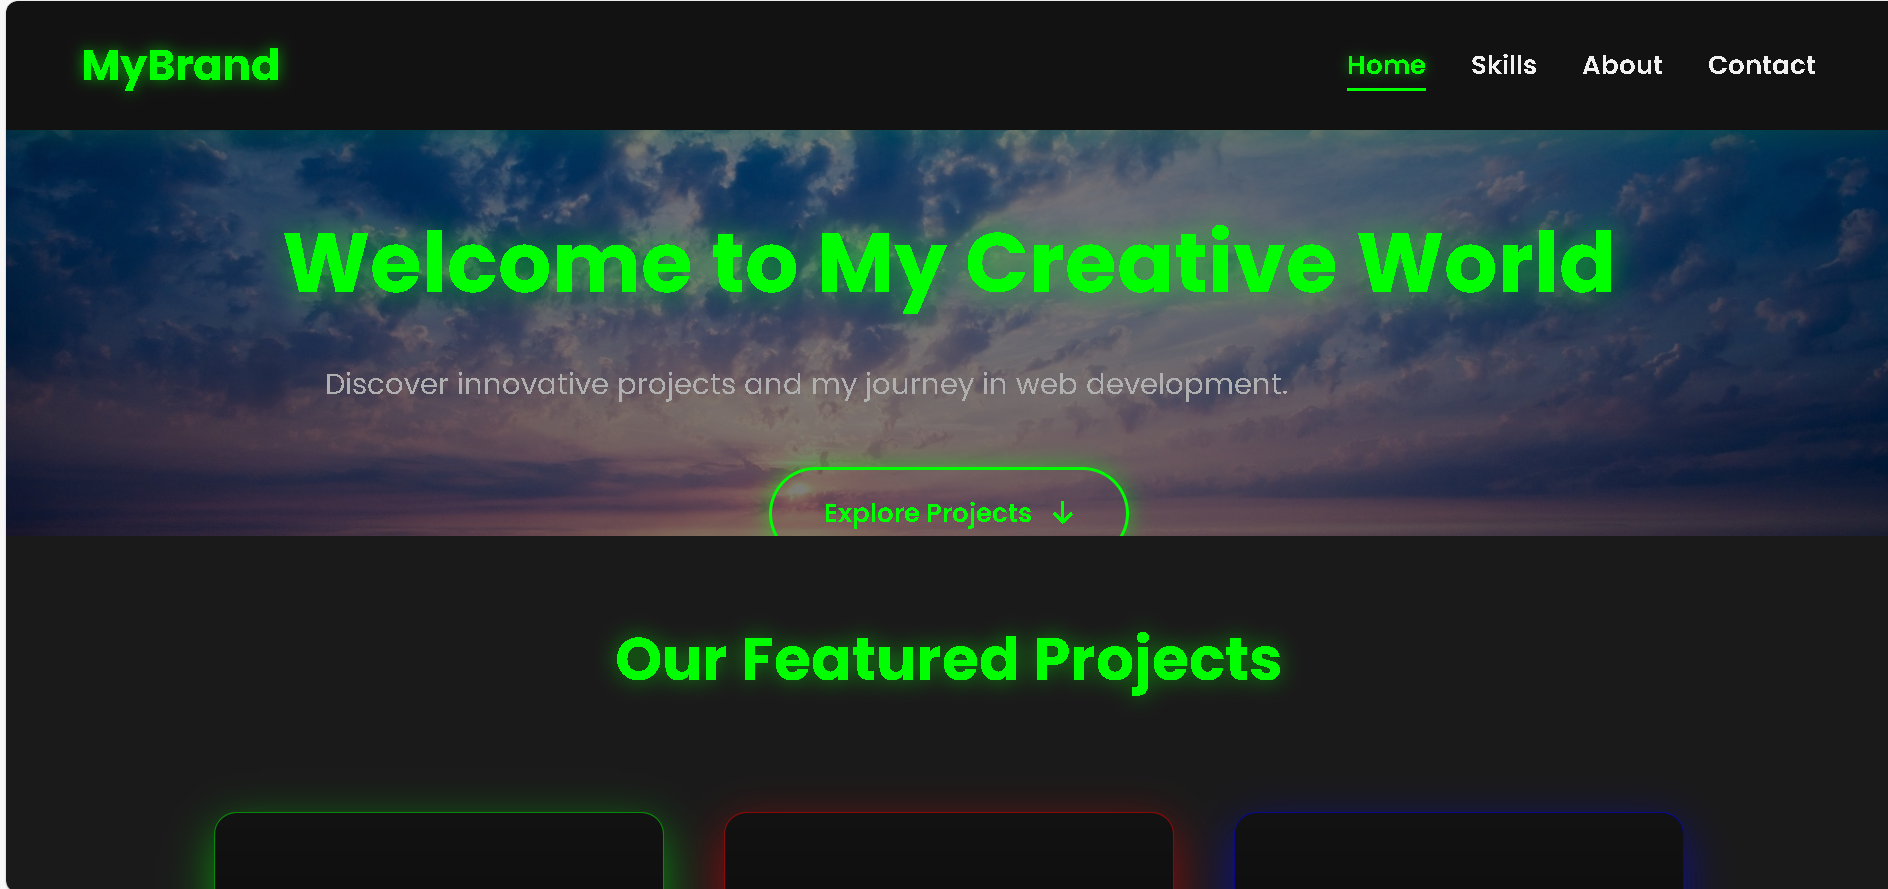 MyBrand
Home Skills About Contact
Welcome to My Creative World
Discover innovative projects and my journey in web development.
Explore Projects ↓
Our Featured Projects